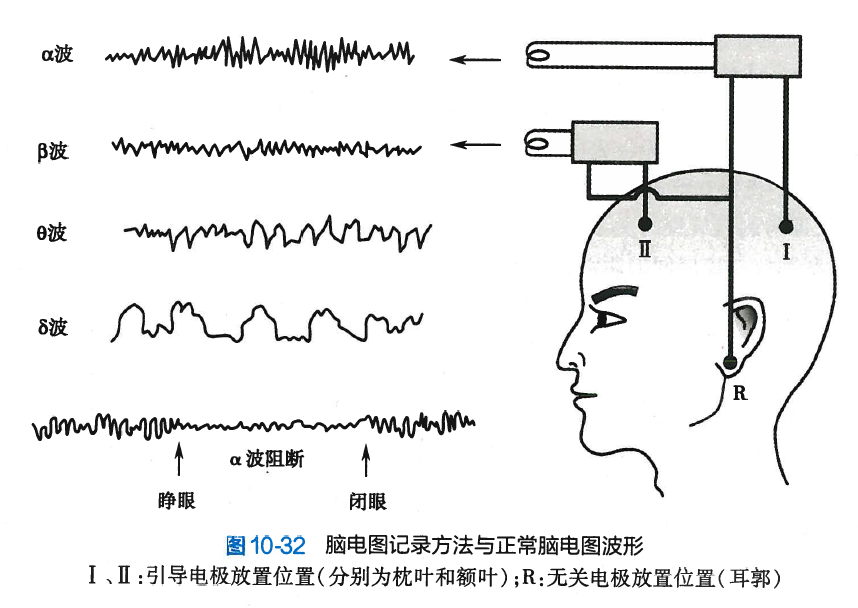 α波
β波
θ波
δ波
Ⅱ
Ⅰ
R
α波阻断
睁眼
闭眼
图10-32 脑电图记录方法与正常脑电图波形
Ⅰ、Ⅱ:引导电极放置位置(分别为枕叶和额叶);R:无关电极放置位置(耳郭)